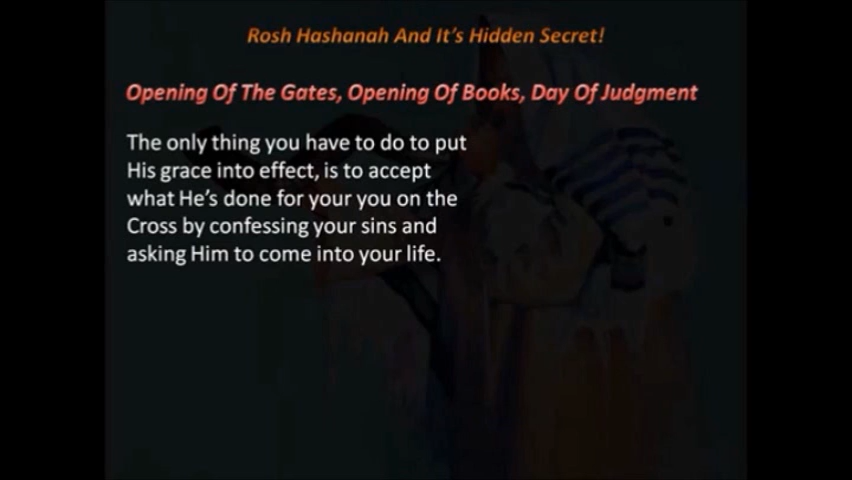 Rosh Hashanah And It's Hidden Secret!
Opening Of The Gates, Opening Of Books, Day Of Judgment
The only thing you have to do to put
His grace into effect, is to accept
what He's done for your you on the
Cross by confessing your sins and
asking Him to come into your life.